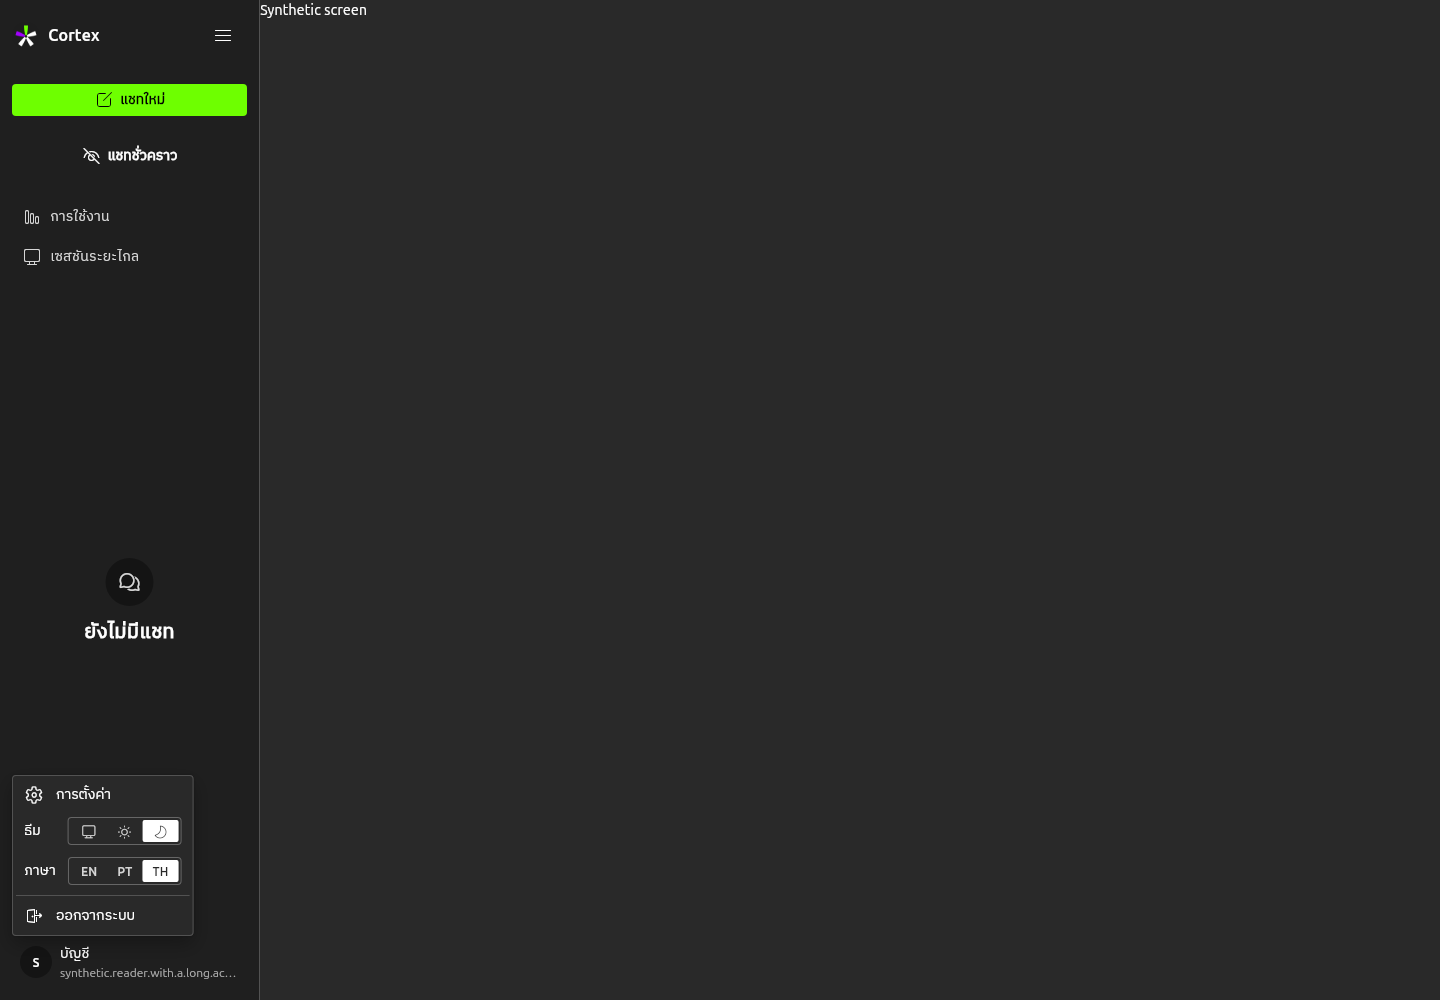 Cortex
Synthetic screen
แชทใหม่
แชทชั่วคราว
การใช้งาน
เซสชันระยะไกล
ยังไม่มีแชท
การตั้งค่า
ธีม
ภาษา EN PT TH
ออกจากระบบ
S
บัญชี
synthetic.reader.with.a.long.ac...